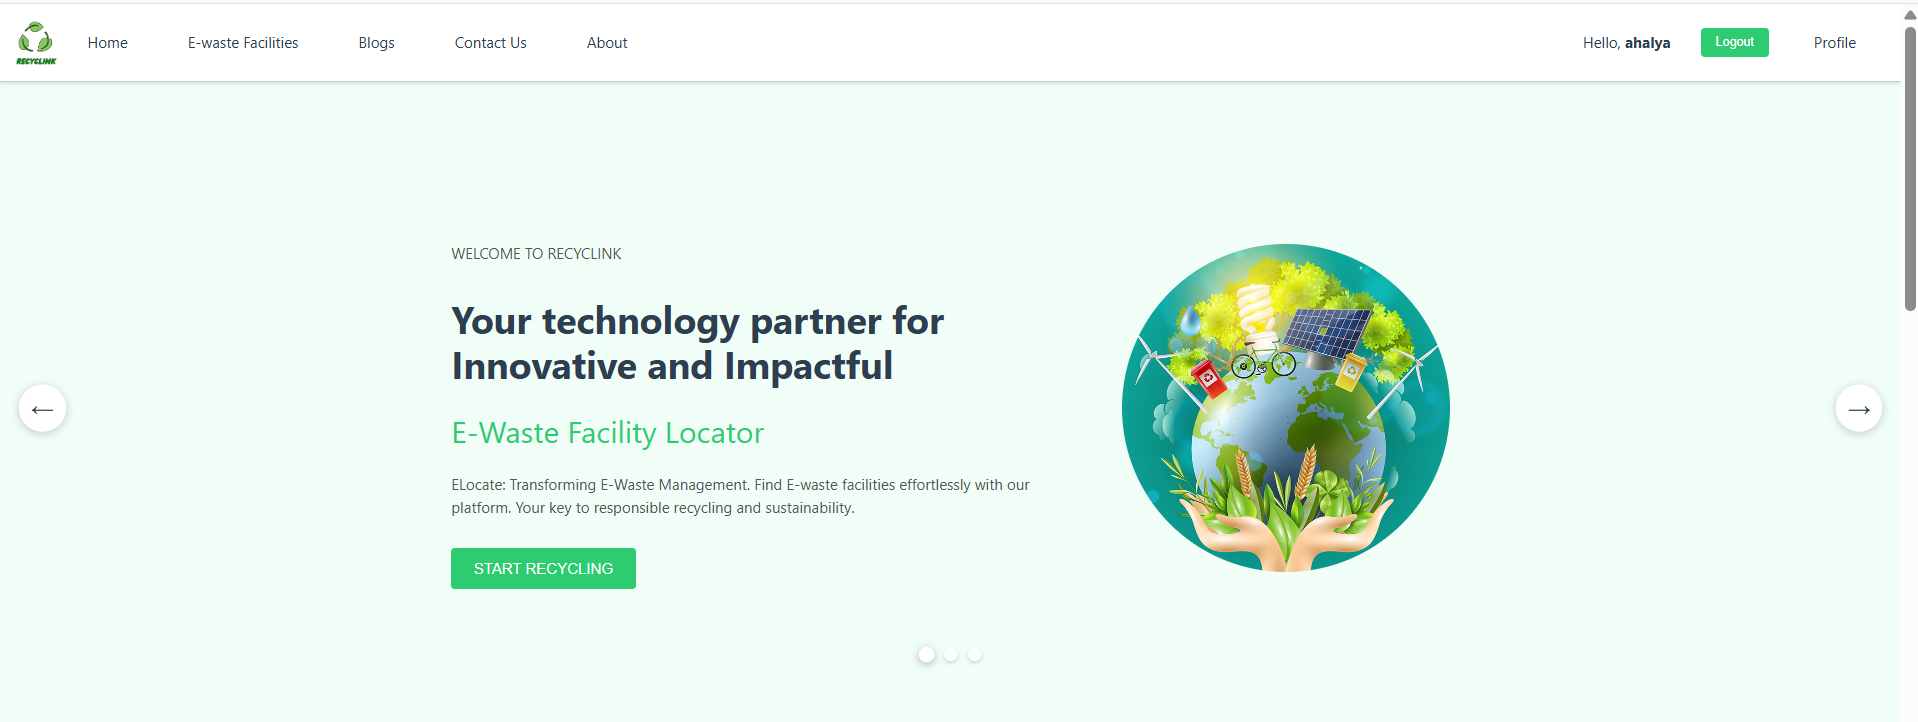 RECYCLINK
Home
E-waste Facilities
Blogs
Contact Us
About
Hello, ahalya
Logout
Profile
WELCOME TO RECYCLINK
Your technology partner for
Innovative and Impactful
E-Waste Facility Locator
ELocate: Transforming E-Waste Management. Find E-waste facilities effortlessly with our
platform. Your key to responsible recycling and sustainability.
START RECYCLING
←
→